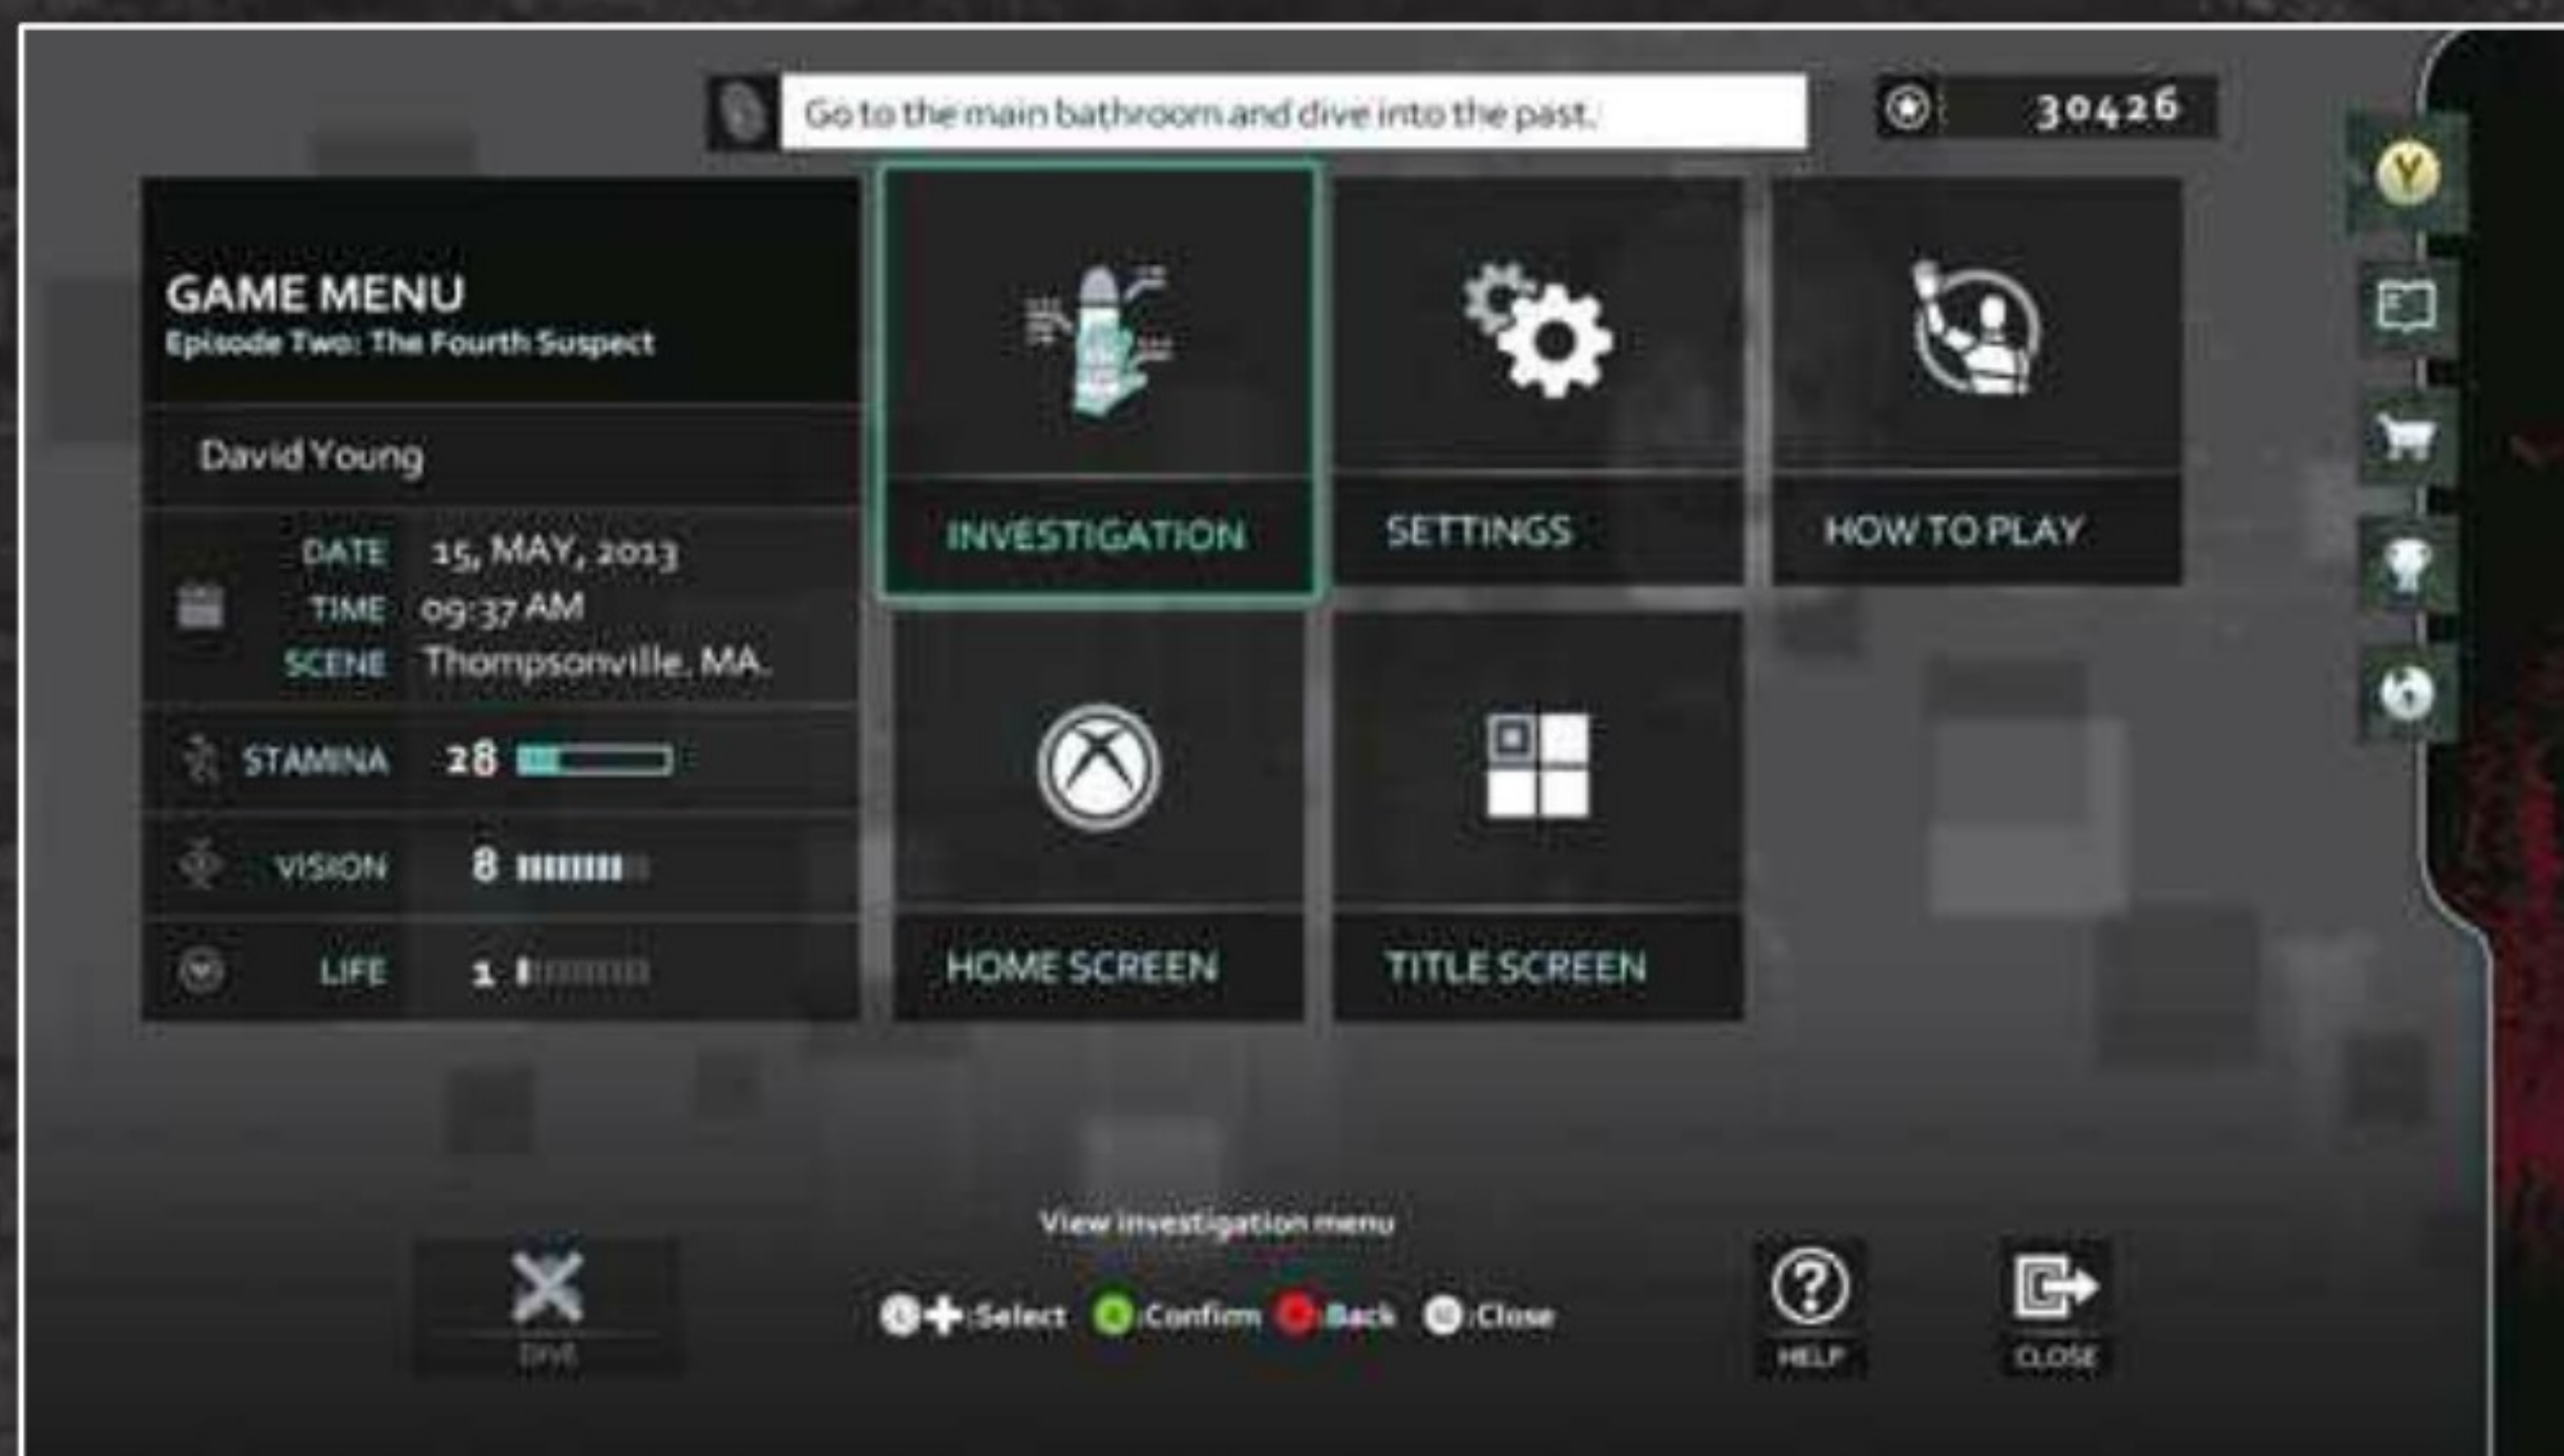 Go to the main bathroom and dive into the past.
30426
Y
GAME MENU
Episode Two: The Fourth Suspect
David Young
DATE 15, MAY, 2013
TIME 09:37 AM
SCENE Thompsonville, MA.
STAMINA 28
VISION 8
LIFE 1
INVESTIGATION
SETTINGS
HOW TO PLAY
HOME SCREEN
TITLE SCREEN
View investigation menu
:Select :Confirm :Back :Close
DIVE
HELP
CLOSE